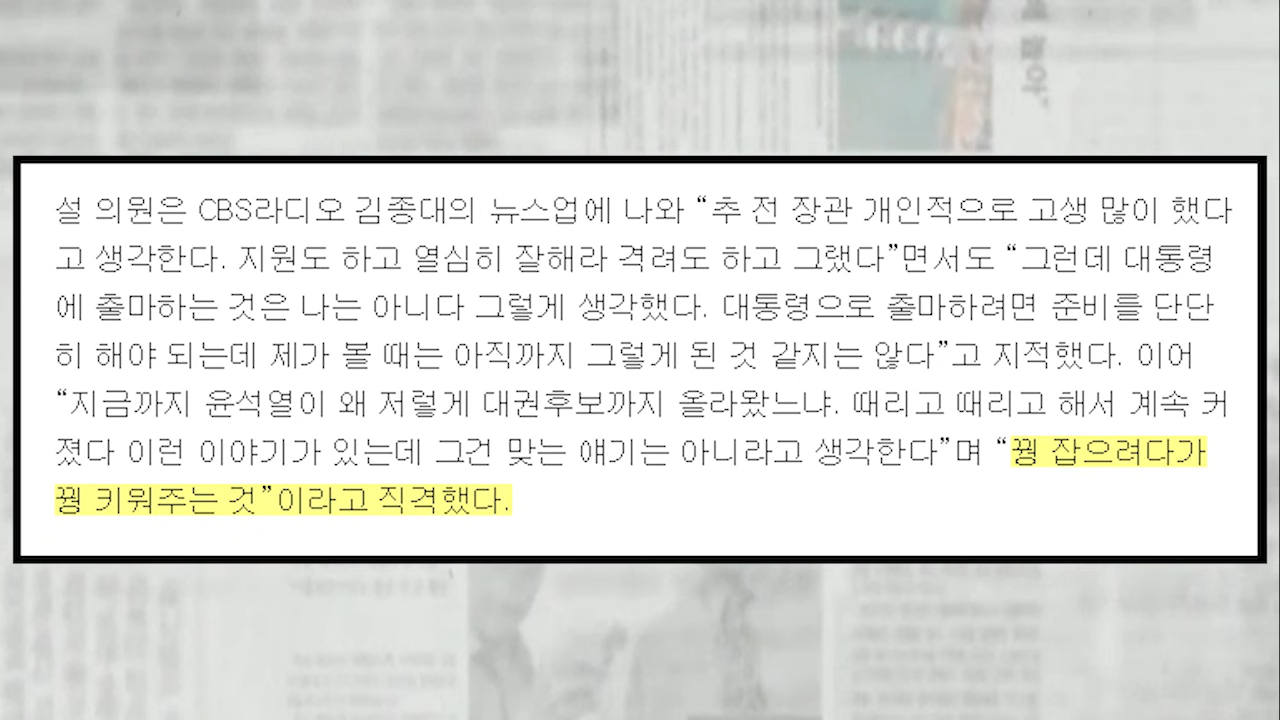 설 의원은 CBS라디오 김종대의 뉴스업에 나와 “추 전 장관 개인적으로 고생 많이 했다
고 생각한다. 지원도 하고 열심히 잘해라 격려도 하고 그랬다”면서도 “그런데 대통령
에 출마하는 것은 나는 아니다 그렇게 생각했다. 대통령으로 출마하려면 준비를 단단
히 해야 되는데 제가 볼 때는 아직까지 그렇게 된 것 같지는 않다”고 지적했다. 이어
“지금까지 윤석열이 왜 저렇게 대권후보까지 올라왔느냐. 때리고 때리고 해서 계속 커
졌다 이런 이야기가 있는데 그건 맞는 얘기는 아니라고 생각한다”며 “꿩 잡으려다가
꿩 키워주는 것”이라고 직격했다.